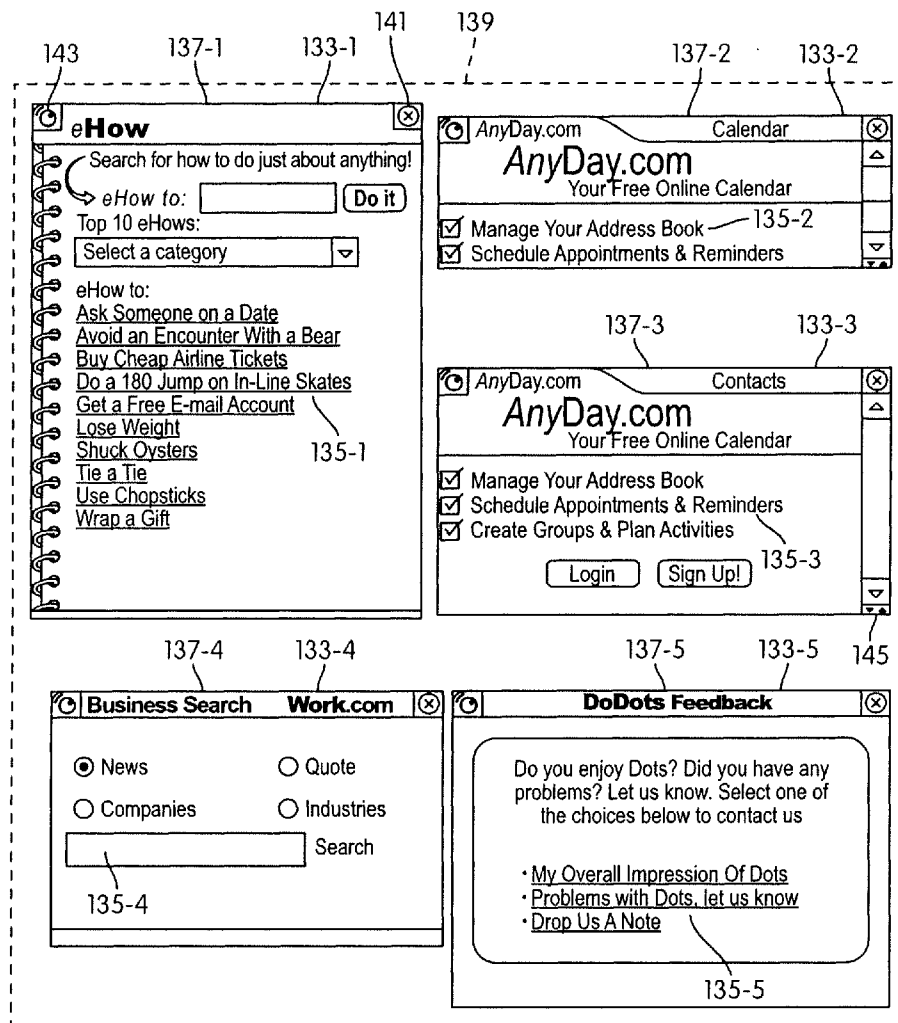 143 137-1 133-1 141 139 137-2 133-2
eHow
Search for how to do just about anything!
eHow to: Do it
Top 10 eHows:
Select a category
eHow to:
Ask Someone on a Date
Avoid an Encounter With a Bear
Buy Cheap Airline Tickets
Do a 180 Jump on In-Line Skates
Get a Free E-mail Account
Lose Weight
Shuck Oysters
Tie a Tie
Use Chopsticks
Wrap a Gift
135-1
AnyDay.com Calendar
AnyDay.com
Your Free Online Calendar
Manage Your Address Book 135-2
Schedule Appointments & Reminders
137-3 133-3
AnyDay.com Contacts
AnyDay.com
Your Free Online Calendar
Manage Your Address Book
Schedule Appointments & Reminders
Create Groups & Plan Activities
135-3
Login Sign Up!
145
137-4 133-4
Business Search Work.com
News Quote
Companies Industries
Search
135-4
137-5 133-5
DoDots Feedback
Do you enjoy Dots? Did you have any
problems? Let us know. Select one of
the choices below to contact us
· My Overall Impression Of Dots
· Problems with Dots, let us know
· Drop Us A Note
135-5